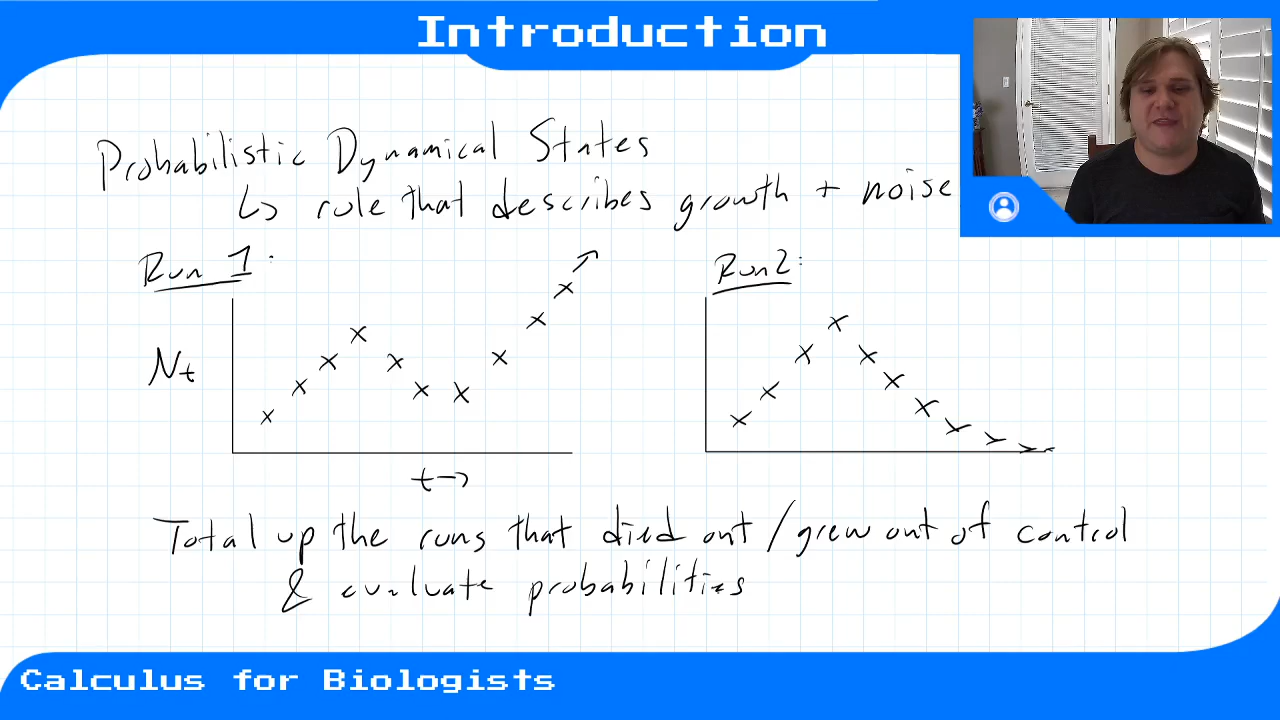 Introduction
Probabilistic Dynamical States
↳ rule that describes growth + noise
Run 1:
Run 2:
Nt
t→
Total up the runs that died out / grew out of control
& evaluate probabilities
Calculus for Biologists